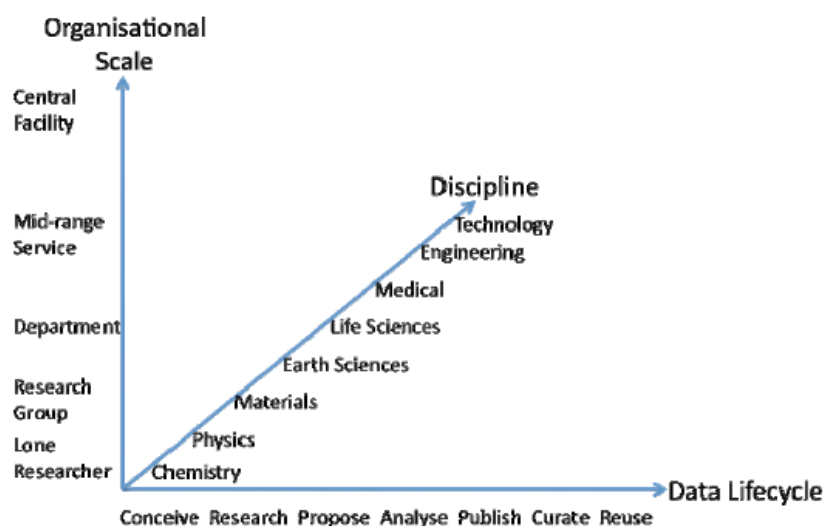 Organisational
Scale
Central
Facility
Discipline
Technology
Mid-range
Service
Engineering
Medical
Department
Life Sciences
Earth Sciences
Research
Group
Materials
Physics
Lone
Researcher
Chemistry
Data Lifecycle
Conceive Research Propose Analyse Publish Curate Reuse